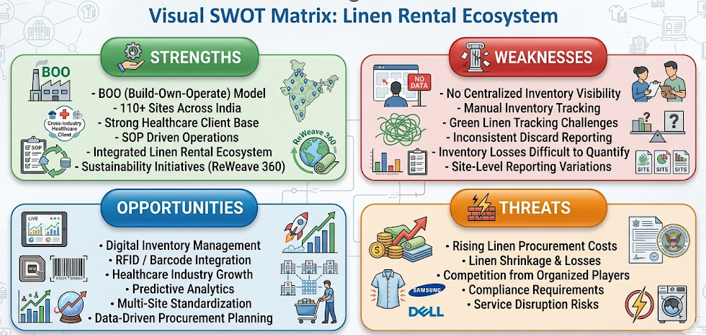 Visual SWOT Matrix: Linen Rental Ecosystem
STRENGTHS
BOO
Cross-industry
Healthcare
Client
SOP
- BOO (Build-Own-Operate) Model
- 110+ Sites Across India
- Strong Healthcare Client Base
- SOP Driven Operations
- Integrated Linen Rental Ecosystem
- Sustainability Initiatives (ReWeave 360)
ReWeave 360
WEAKNESSES
NO
DATA
- No Centralized Inventory Visibility
- Manual Inventory Tracking
- Green Linen Tracking Challenges
- Inconsistent Discard Reporting
- Inventory Losses Difficult to Quantify
- Site-Level Reporting Variations
?
?
SITE
SITE
SITE
OPPORTUNITIES
LIVE
• Digital Inventory Management
• RFID / Barcode Integration
• Healthcare Industry Growth
• Predictive Analytics
• Multi-Site Standardization
• Data-Driven Procurement Planning
THREATS
• Rising Linen Procurement Costs
• Linen Shrinkage & Losses
• Competition from Organized Players
• Compliance Requirements
• Service Disruption Risks
SAMSUNG
DELL